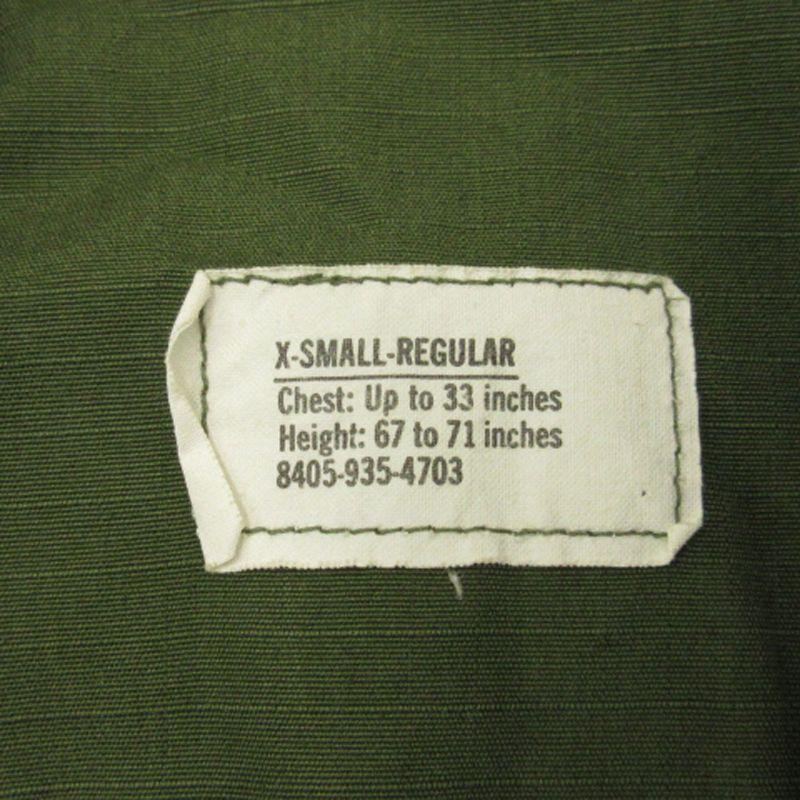 X-SMALL-REGULAR
Chest: Up to 33 inches
Height: 67 to 71 inches
8405-935-4703